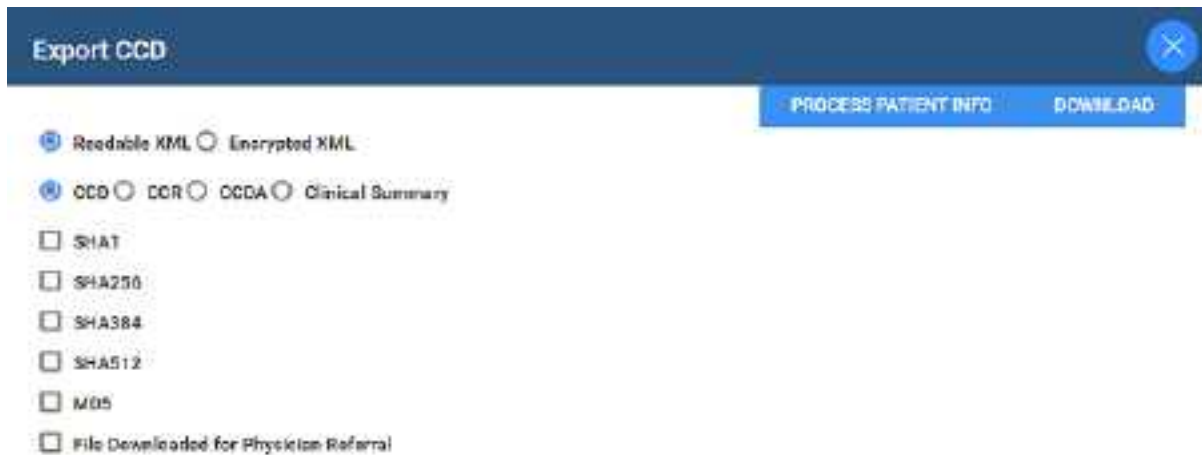 Export CCD
PROCESS PATIENT INFO DOWNLOAD
Readable XML Encrypted XML
CCD CCR CCDA Clinical Summary
SHA1
SHA256
SHA384
SHA512
MD5
File Downloaded for Physician Referral